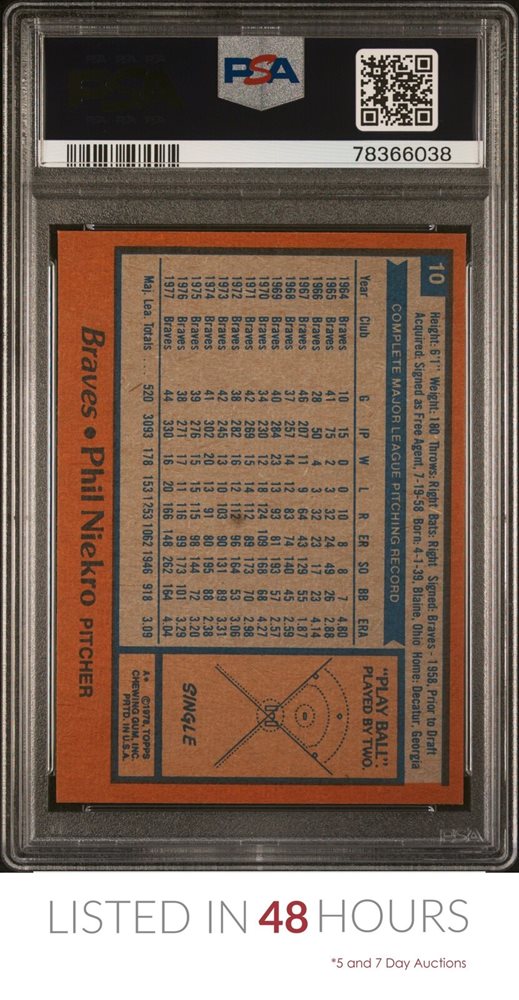 PSA
78366038
10
Height: 6'1" Weight: 180 Throws: Right Bats: Right Signed: Braves - 1958, Prior to Draft
Acquired: Signed as Free Agent, 7-19-58 Born: 4-1-39, Blaine, Ohio Home: Decatur, Georgia
COMPLETE MAJOR LEAGUE PITCHING RECORD
Year Club G IP W L R ER SO BB ERA
1964 Braves 10 15 0 0 10 8 8 7 4.80
1965 Braves 41 75 2 3 32 24 49 26 2.88
1966 Braves 28 50 4 3 32 23 17 23 4.14
1967 Braves 46 207 11 9 64 43 129 55 1.87
1968 Braves 37 257 14 12 83 74 140 45 2.59
1969 Braves 40 284 23 13 93 81 193 57 2.57
1970 Braves 34 230 12 18 124 109 168 68 4.27
1971 Braves 42 269 15 14 112 89 173 70 2.98
1972 Braves 38 282 16 12 112 96 164 53 3.06
1973 Braves 42 245 13 10 103 90 131 89 3.31
1974 Braves 41 302 20 13 91 80 195 88 2.38
1975 Braves 39 276 15 15 115 98 144 72 3.20
1976 Braves 38 271 17 11 116 99 173 101 3.29
1977 Braves 44 330 16 20 166 148 262 164 4.04
Maj. Lea. Totals ... 520 3093 178 153 1253 1062 1946 918 3.09
"PLAY BALL".
PLAYED BY TWO.
SINGLE
A* ©1978, TOPPS
CHEWING GUM, INC.
PRTD. IN U.S.A.
Braves • Phil Niekro PITCHER
PSA
LISTED IN 48 HOURS
*5 and 7 Day Auctions